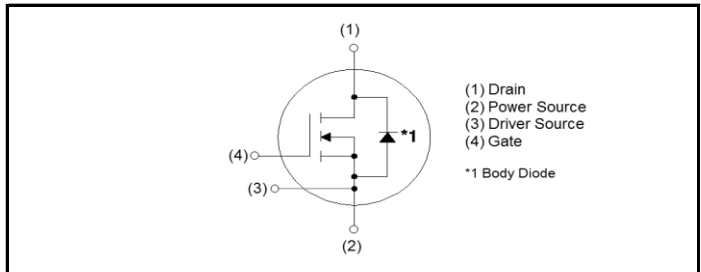 (1)
(1) Drain
(2) Power Source
(3) Driver Source
(4) Gate
*1 Body Diode
*1
(4)
(3)
(2)